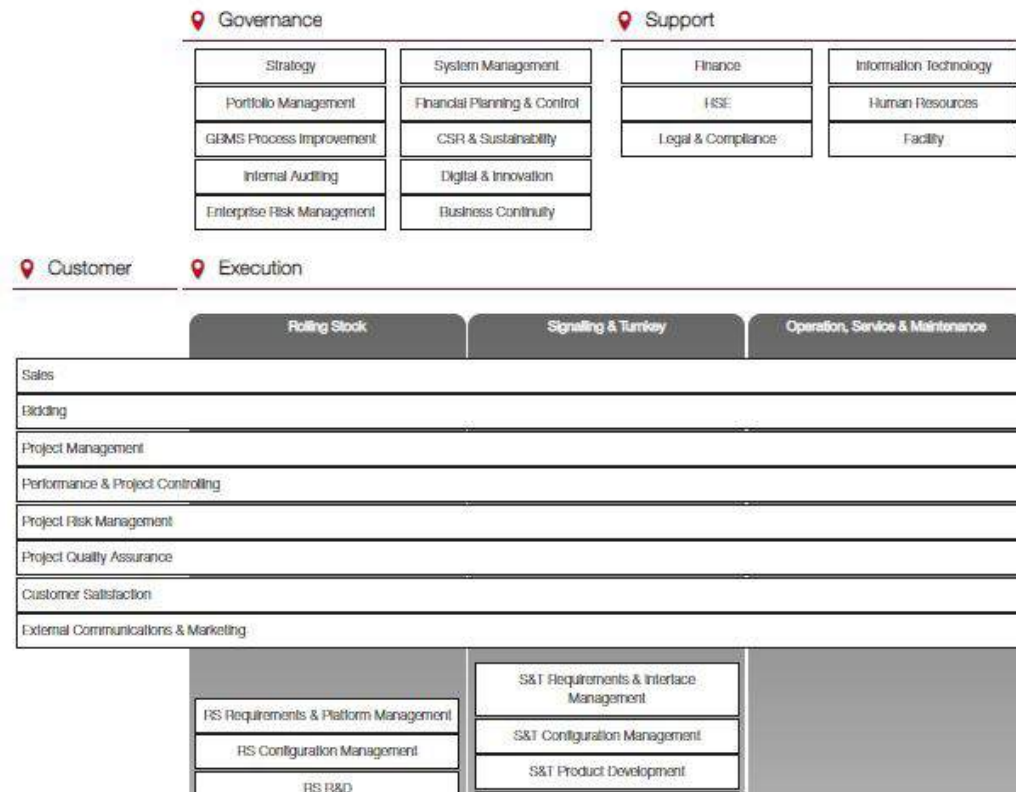 Governance
Support
Strategy
System Management
Finance
Information Technology
Portfolio Management
Financial Planning & Control
HSE
Human Resources
GBMS Process Improvement
CSR & Sustainability
Legal & Compliance
Facility
Internal Auditing
Digital & Innovation
Enterprise Risk Management
Business Continuity
Customer
Execution
Rolling Stock
Signalling & Turnkey
Operation, Service & Maintenance
Sales
Bidding
Project Management
Performance & Project Controlling
Project Risk Management
Project Quality Assurance
Customer Satisfaction
External Communications & Marketing
S&T Requirements & Interface
Management
RS Requirements & Platform Management
S&T Configuration Management
RS Configuration Management
S&T Product Development
RS R&D